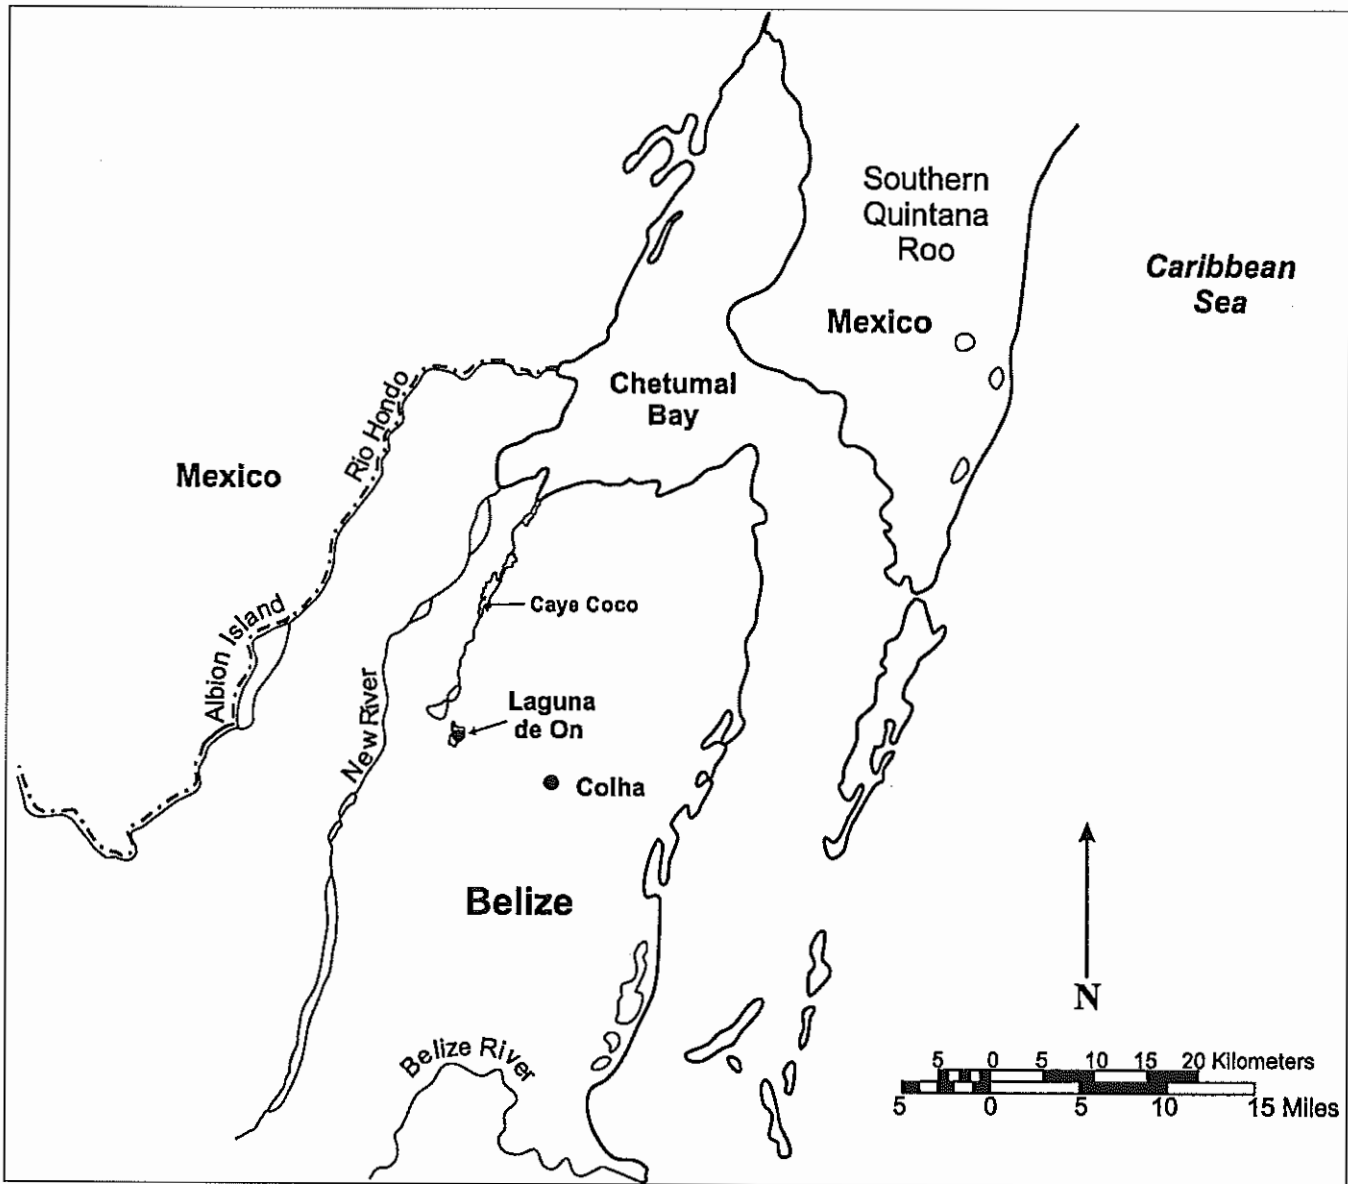 Southern
Quintana
Roo
Caribbean
Sea
Mexico
Chetumal
Bay
Rio Hondo
Mexico
Caye Coco
Albion Island
New River
Laguna
de On
Colha
Belize
N
Belize River
5 0 5 10 15 20 Kilometers
5 0 5 10 15 Miles